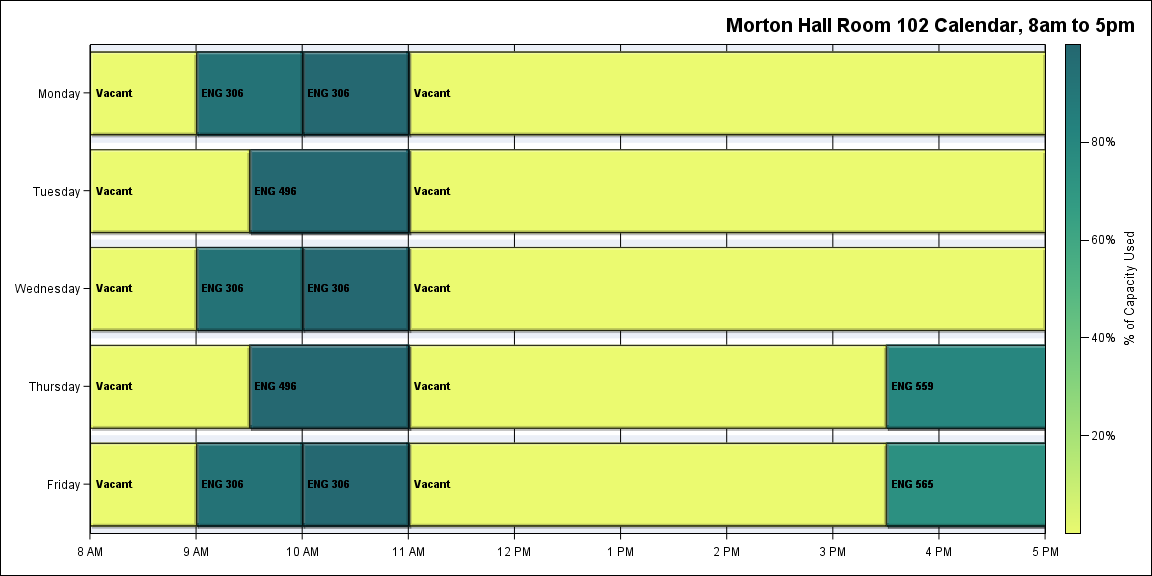 Morton Hall Room 102 Calendar, 8am to 5pm
Monday
Vacant
ENG 306
ENG 306
Vacant
Tuesday
Vacant
ENG 496
Vacant
Wednesday
Vacant
ENG 306
ENG 306
Vacant
Thursday
Vacant
ENG 496
Vacant
ENG 559
Friday
Vacant
ENG 306
ENG 306
Vacant
ENG 565
8 AM
9 AM
10 AM
11 AM
12 PM
1 PM
2 PM
3 PM
4 PM
5 PM
80%
60%
40%
20%
% of Capacity Used